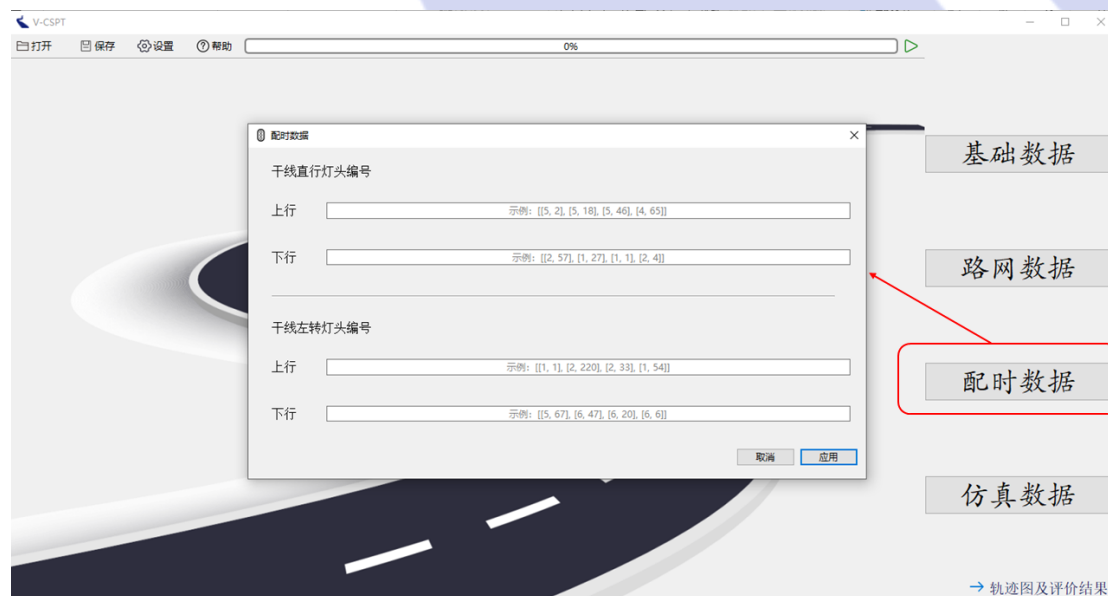 V-CSPT
打开 保存 设置 帮助 0%
配时数据
干线直行灯头编号
上行 示例：[[5, 2], [5, 18], [5, 46], [4, 65]]
下行 示例：[[2, 57], [1, 27], [1, 1], [2, 4]]
干线左转灯头编号
上行 示例：[[1, 1], [2, 220], [2, 33], [1, 54]]
下行 示例：[[5, 67], [6, 47], [6, 20], [6, 6]]
取消 应用
基础数据
路网数据
配时数据
仿真数据
轨迹图及评价结果